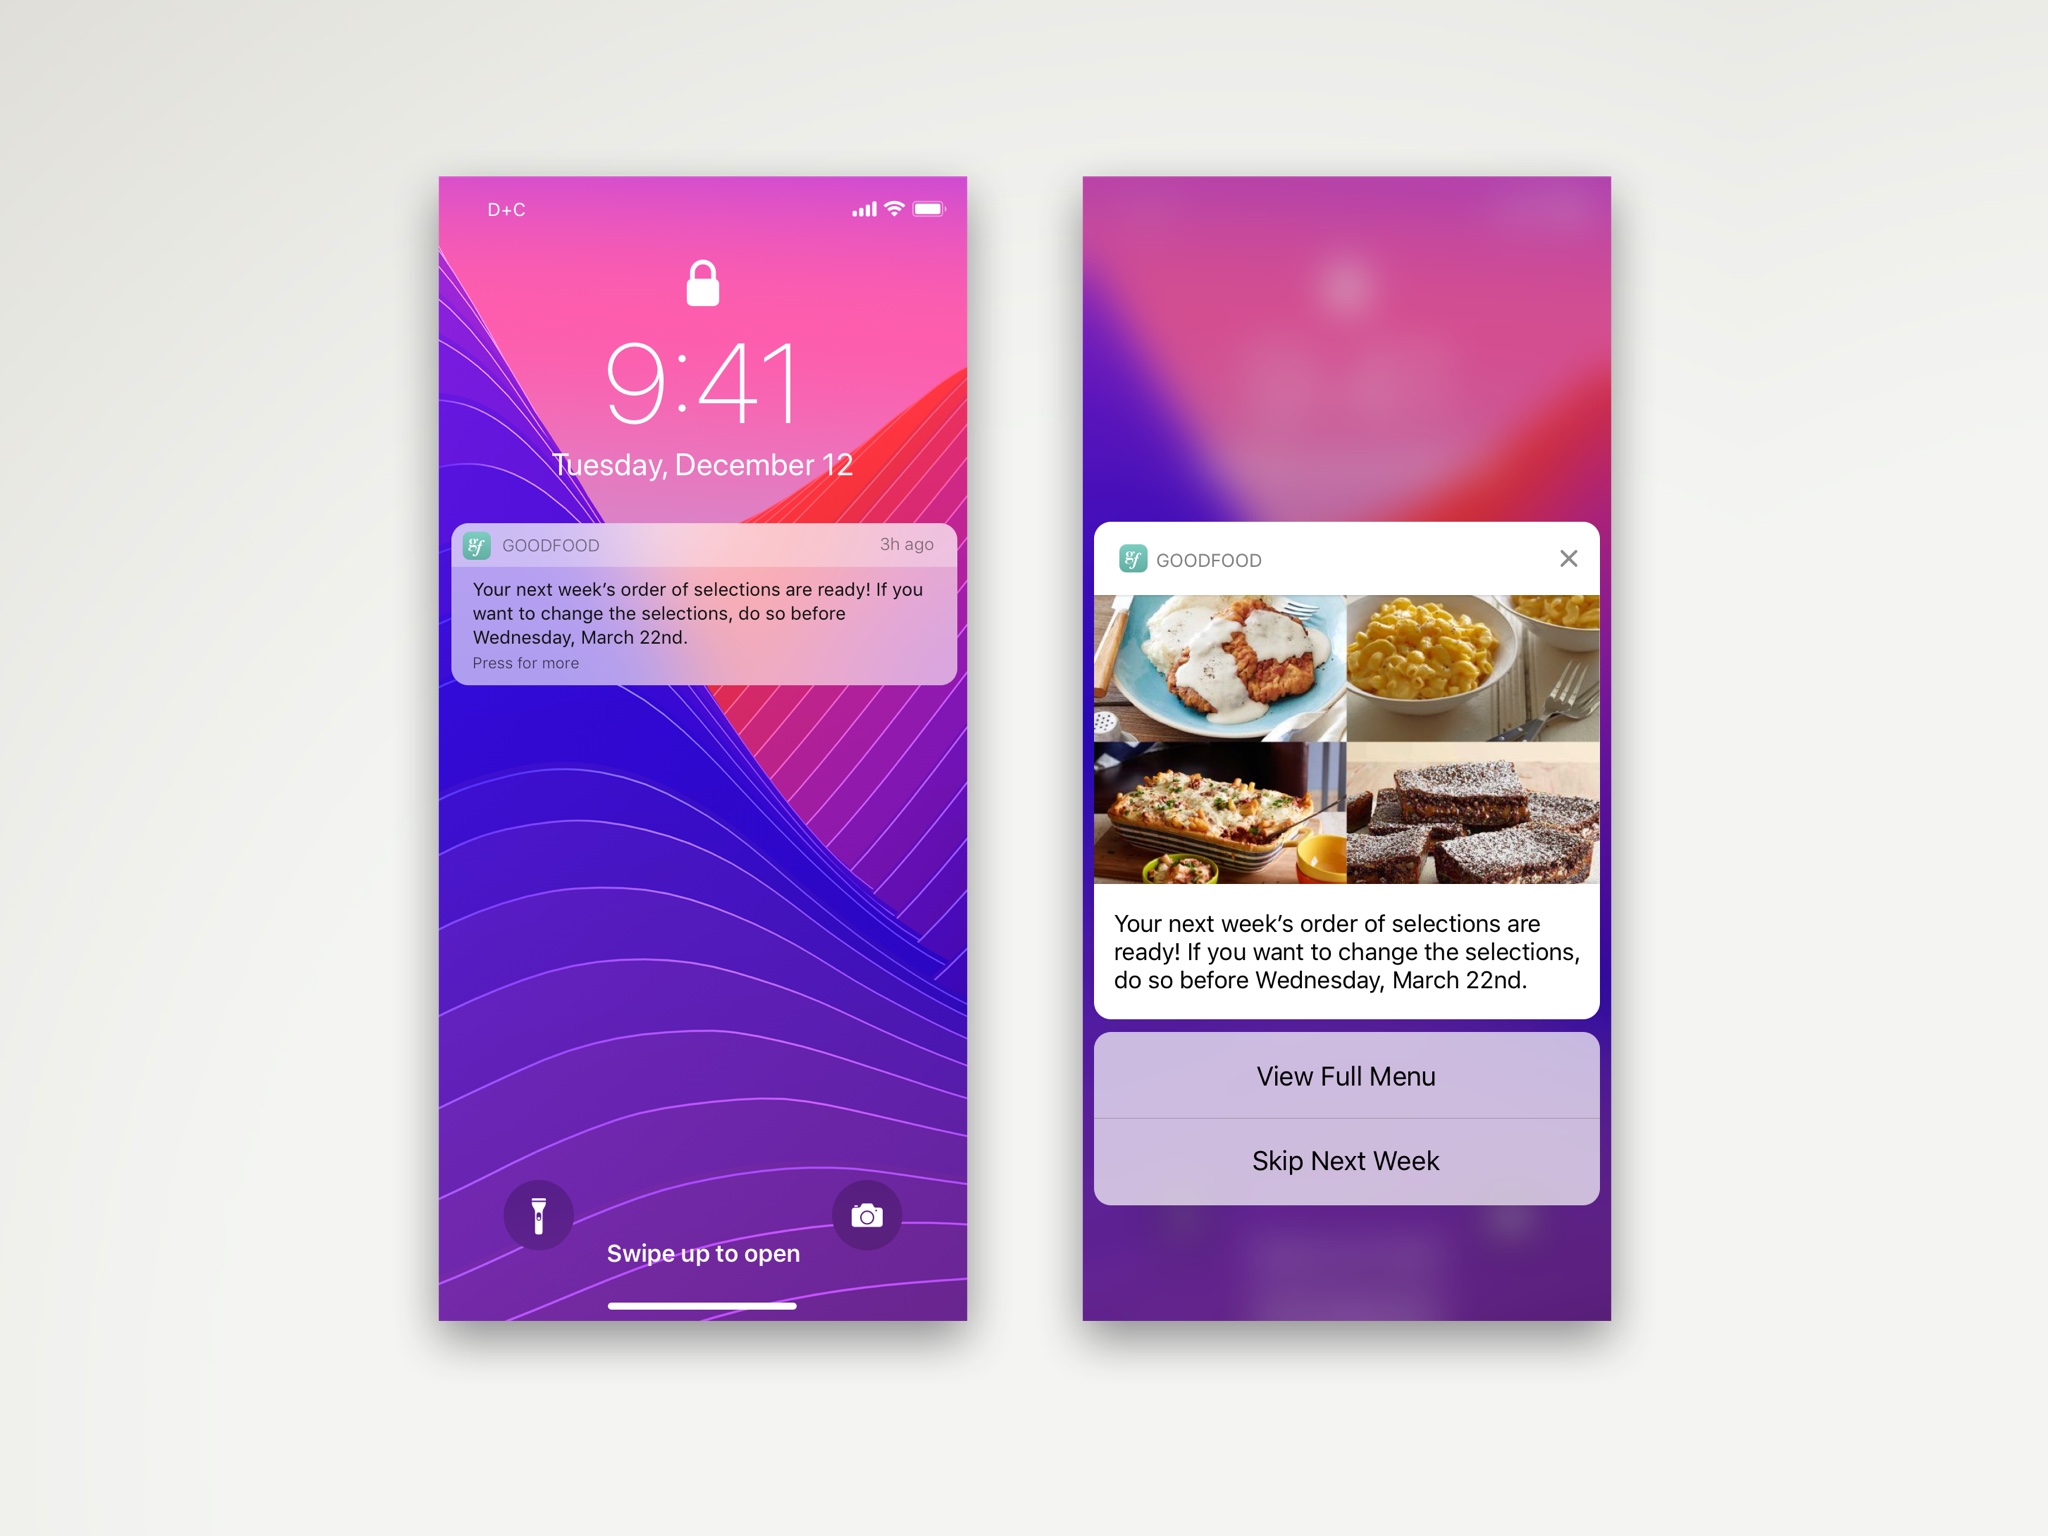 D+C
9:41
Tuesday, December 12
gf GOODFOOD 3h ago
Your next week’s order of selections are ready! If you
want to change the selections, do so before
Wednesday, March 22nd.
Press for more
Swipe up to open
gf GOODFOOD
Your next week’s order of selections are
ready! If you want to change the selections,
do so before Wednesday, March 22nd.
View Full Menu
Skip Next Week